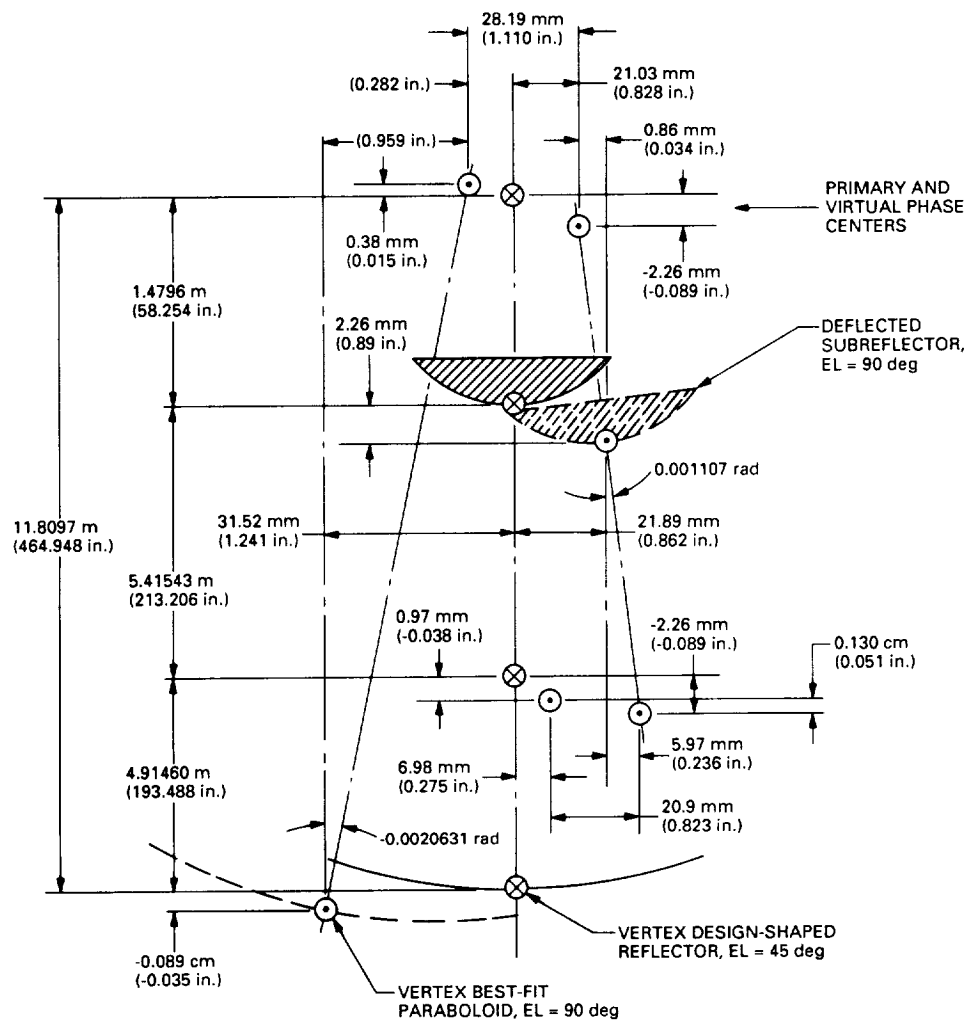 28.19 mm
(1.110 in.)
(0.282 in.)
21.03 mm
(0.828 in.)
(0.959 in.)
0.86 mm
(0.034 in.)
PRIMARY AND
VIRTUAL PHASE
CENTERS
0.38 mm
(0.015 in.)
-2.26 mm
(-0.089 in.)
1.4796 m
(58.254 in.)
2.26 mm
(0.89 in.)
DEFLECTED
SUBREFLECTOR,
EL = 90 deg
0.001107 rad
11.8097 m
(464.948 in.)
31.52 mm
(1.241 in.)
21.89 mm
(0.862 in.)
5.41543 m
(213.206 in.)
0.97 mm
(-0.038 in.)
-2.26 mm
(-0.089 in.)
0.130 cm
(0.051 in.)
4.91460 m
(193.488 in.)
6.98 mm
(0.275 in.)
5.97 mm
(0.236 in.)
20.9 mm
(0.823 in.)
-0.0020631 rad
-0.089 cm
(-0.035 in.)
VERTEX DESIGN-SHAPED
REFLECTOR, EL = 45 deg
VERTEX BEST-FIT
PARABOLOID, EL = 90 deg